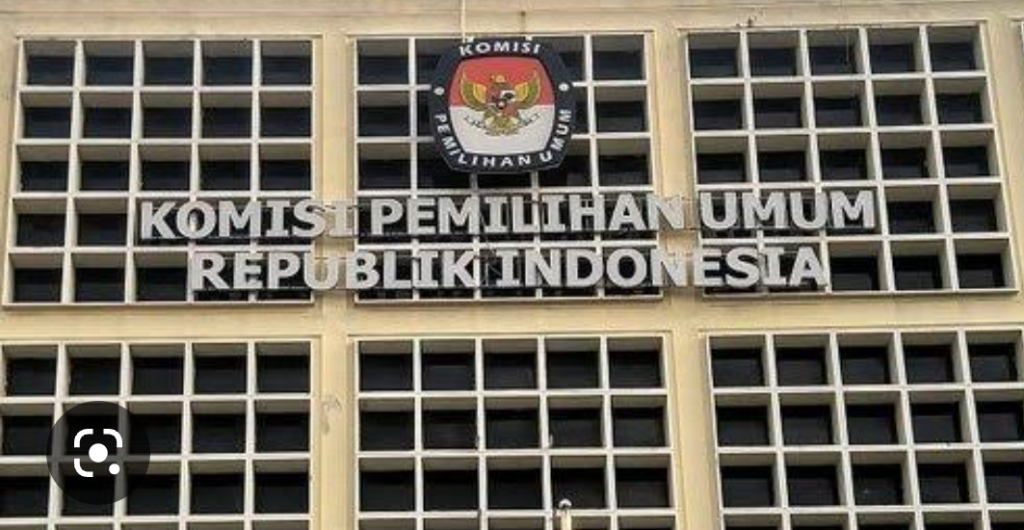 KOMISI
PEMILIHAN UMUM
KOMISI PEMILIHAN UMUM
REPUBLIK INDONESIA